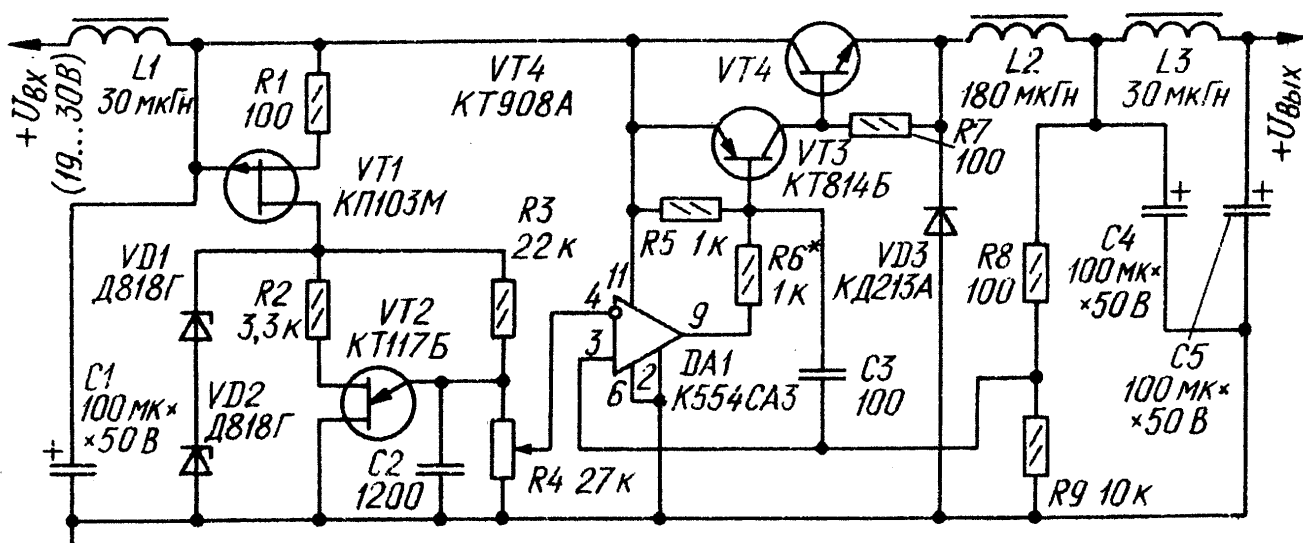 +Uвх
(19...30В)
L1
30 мкГн
R1
100
VT4
КТ908А
VT4
L2
180 мкГн
L3
30 мкГн
+Uвых
VT1
КП103М
VT3
КТ814Б
R7
100
R3
22 к
R5 1 к
R6*
1 к
VD3
КД213А
R8
100
C4
100 мк×
×50 В
VD1
Д818Г
R2
3,3 к
VT2
КТ117Б
11
4
3
6
2
9
DA1
К554СА3
C3
100
C5
100 мк×
×50 В
C1
100 мк×
×50 В
VD2
Д818Г
C2
1200
R4 27 к
R9 10 к